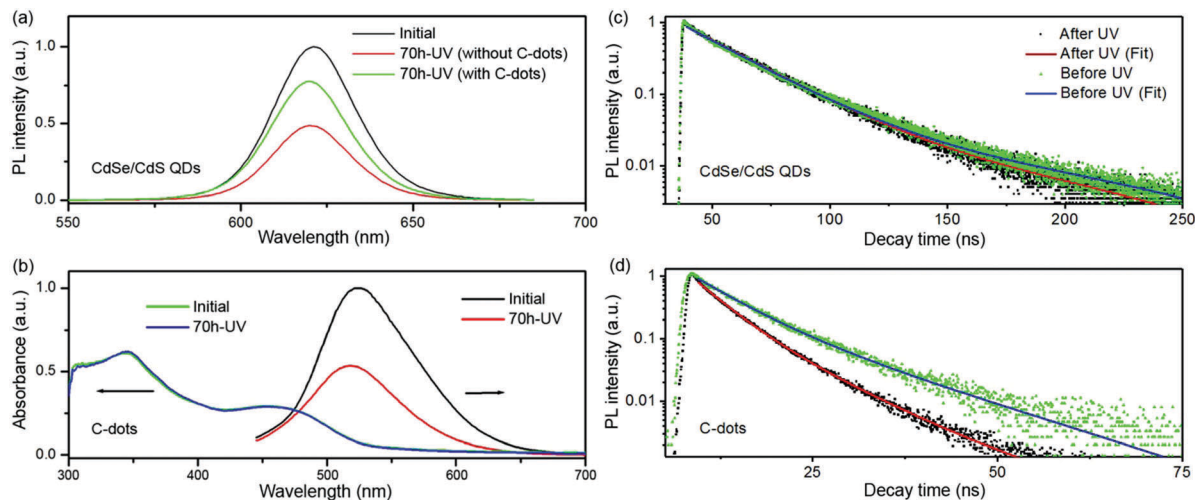 (a)
PL intensity (a.u.)
1.0
0.5
0.0
Initial
70h-UV (without C-dots)
70h-UV (with C-dots)
CdSe/CdS QDs
550
600
650
700
Wavelength (nm)
(b)
Absorbance (a.u.)
1.0
0.5
0.0
Initial
70h-UV
Initial
70h-UV
C-dots
300
400
500
600
700
Wavelength (nm)
(c)
PL intensity (a.u.)
1
0.1
0.01
After UV
After UV (Fit)
Before UV
Before UV (Fit)
CdSe/CdS QDs
50
100
150
200
250
Decay time (ns)
(d)
PL intensity (a.u.)
1
0.1
0.01
C-dots
25
50
75
Decay time (ns)